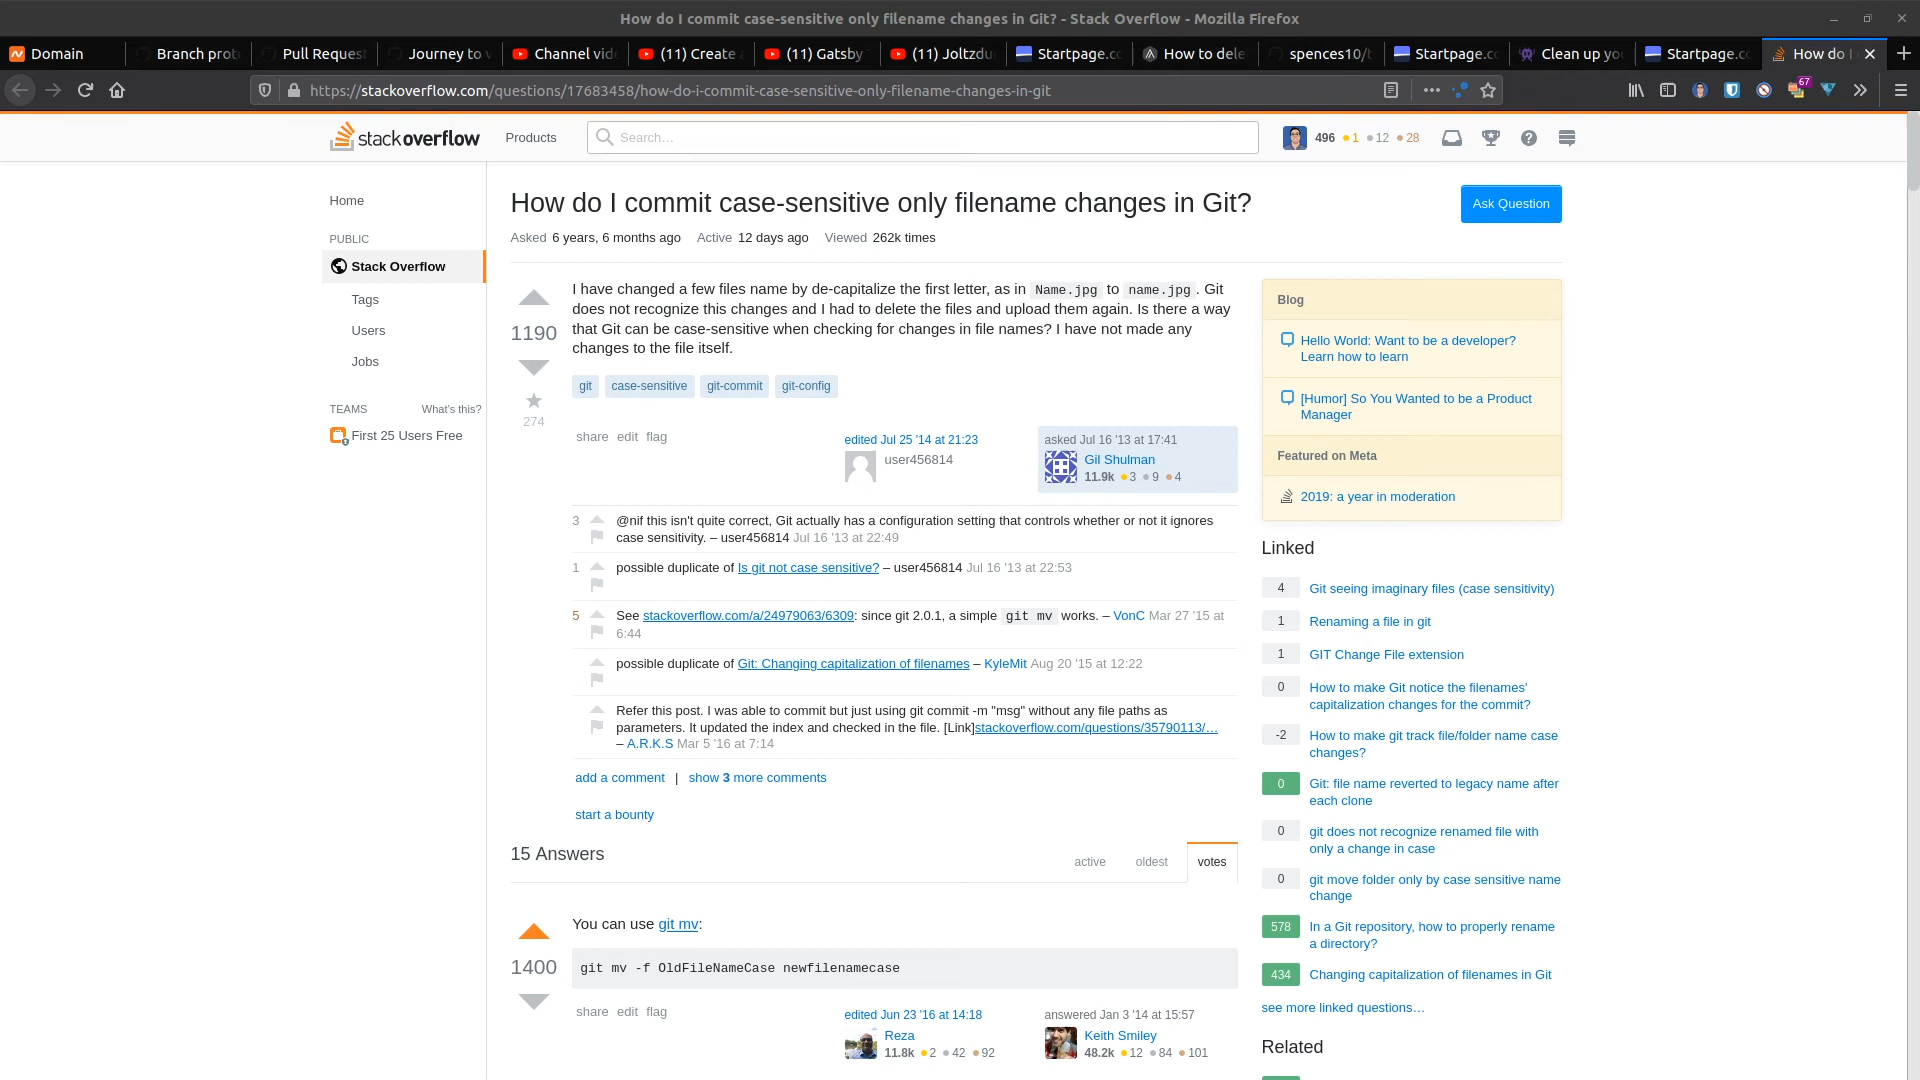 How do I commit case-sensitive only filename changes in Git? - Stack Overflow - Mozilla Firefox
Domain
Branch prot
Pull Request
Journey to v
Channel vid
(11) Create a
(11) Gatsby
(11) Joltzdu
Startpage.co
How to dele
spences10/t
Startpage.co
Clean up you
Startpage.co
How do I
https://stackoverflow.com/questions/17683458/how-do-i-commit-case-sensitive-only-filename-changes-in-git
67
stackoverflow
Products
Search…
496 1 12 28
Home
PUBLIC
Stack Overflow
Tags
Users
Jobs
TEAMS What's this?
First 25 Users Free
How do I commit case-sensitive only filename changes in Git?
Ask Question
Asked 6 years, 6 months ago Active 12 days ago Viewed 262k times
1190
274
I have changed a few files name by de-capitalize the first letter, as in Name.jpg to name.jpg. Git
does not recognize this changes and I had to delete the files and upload them again. Is there a way
that Git can be case-sensitive when checking for changes in file names? I have not made any
changes to the file itself.
git case-sensitive git-commit git-config
share edit flag
edited Jul 25 '14 at 21:23
user456814
asked Jul 16 '13 at 17:41
Gil Shulman
11.9k 3 9 4
3 @nif this isn't quite correct, Git actually has a configuration setting that controls whether or not it ignores
case sensitivity. – user456814 Jul 16 '13 at 22:49
1 possible duplicate of Is git not case sensitive? – user456814 Jul 16 '13 at 22:53
5 See stackoverflow.com/a/24979063/6309: since git 2.0.1, a simple git mv works. – VonC Mar 27 '15 at
6:44
possible duplicate of Git: Changing capitalization of filenames – KyleMit Aug 20 '15 at 12:22
Refer this post. I was able to commit but just using git commit -m "msg" without any file paths as
parameters. It updated the index and checked in the file. [Link]stackoverflow.com/questions/35790113/…
– A.R.K.S Mar 5 '16 at 7:14
add a comment | show 3 more comments
start a bounty
15 Answers
active oldest votes
1400
You can use git mv:
git mv -f OldFileNameCase newfilenamecase
share edit flag
edited Jun 23 '16 at 14:18
Reza
11.8k 2 42 92
answered Jan 3 '14 at 15:57
Keith Smiley
48.2k 12 84 101
Blog
Hello World: Want to be a developer?
Learn how to learn
[Humor] So You Wanted to be a Product
Manager
Featured on Meta
2019: a year in moderation
Linked
4 Git seeing imaginary files (case sensitivity)
1 Renaming a file in git
1 GIT Change File extension
0 How to make Git notice the filenames'
capitalization changes for the commit?
-2 How to make git track file/folder name case
changes?
0 Git: file name reverted to legacy name after
each clone
0 git does not recognize renamed file with
only a change in case
0 git move folder only by case sensitive name
change
578 In a Git repository, how to properly rename
a directory?
434 Changing capitalization of filenames in Git
see more linked questions…
Related